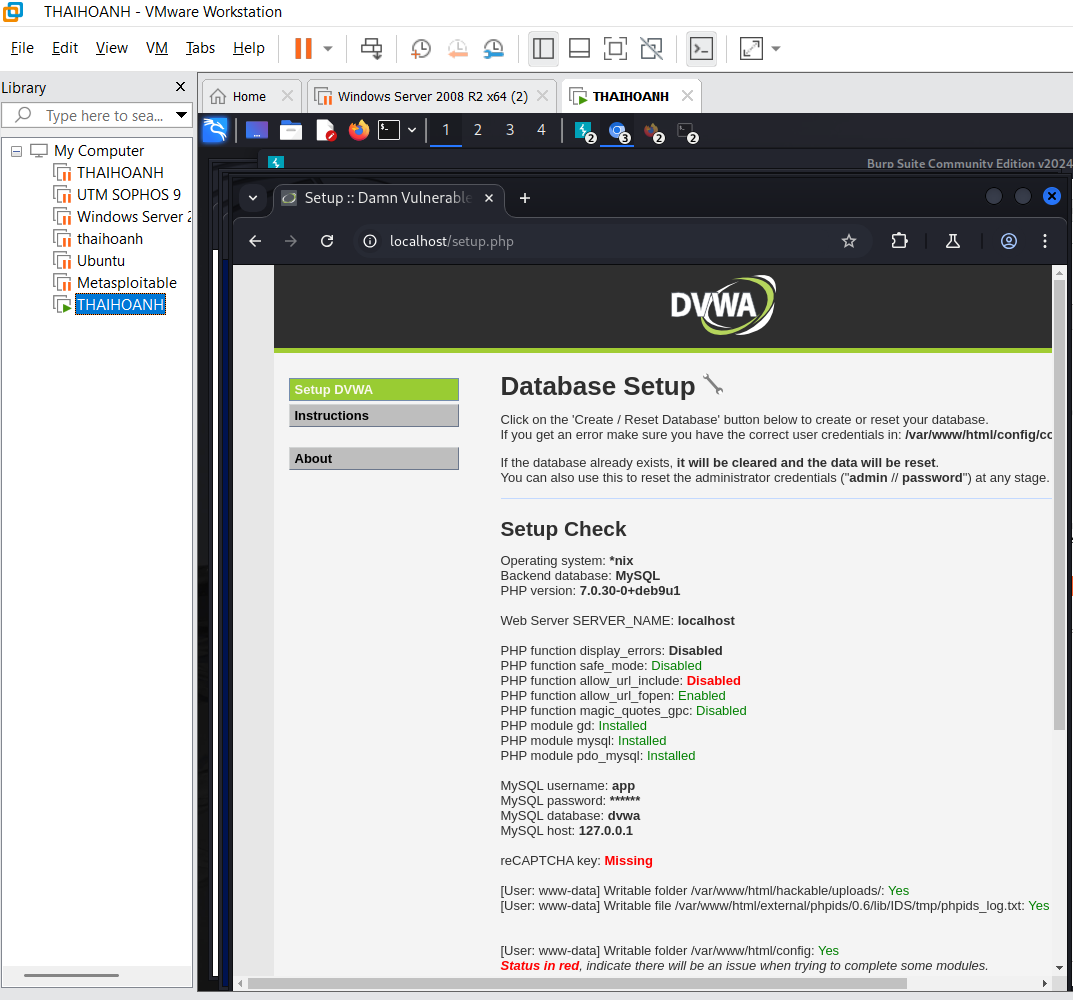 THAIHOANH - VMware Workstation
File Edit View VM Tabs Help
Library
Type here to sea...
Home
Windows Server 2008 R2 x64 (2)
THAIHOANH
My Computer
THAIHOANH
UTM SOPHOS 9
Windows Server 2
thaihoanh
Ubuntu
Metasploitable
THAIHOANH
1 2 3 4 2 3 2 2
Burp Suite Community Edition v2024
Setup :: Damn Vulnerable
localhost/setup.php
DVWA
Setup DVWA
Instructions
About
Database Setup
Click on the 'Create / Reset Database' button below to create or reset your database.
If you get an error make sure you have the correct user credentials in: /var/www/html/config/co
If the database already exists, it will be cleared and the data will be reset.
You can also use this to reset the administrator credentials ("admin // password") at any stage.
Setup Check
Operating system: *nix
Backend database: MySQL
PHP version: 7.0.30-0+deb9u1
Web Server SERVER_NAME: localhost
PHP function display_errors: Disabled
PHP function safe_mode: Disabled
PHP function allow_url_include: Disabled
PHP function allow_url_fopen: Enabled
PHP function magic_quotes_gpc: Disabled
PHP module gd: Installed
PHP module mysql: Installed
PHP module pdo_mysql: Installed
MySQL username: app
MySQL password: ******
MySQL database: dvwa
MySQL host: 127.0.0.1
reCAPTCHA key: Missing
[User: www-data] Writable folder /var/www/html/hackable/uploads/: Yes
[User: www-data] Writable file /var/www/html/external/phpids/0.6/lib/IDS/tmp/phpids_log.txt: Yes
[User: www-data] Writable folder /var/www/html/config: Yes
Status in red, indicate there will be an issue when trying to complete some modules.